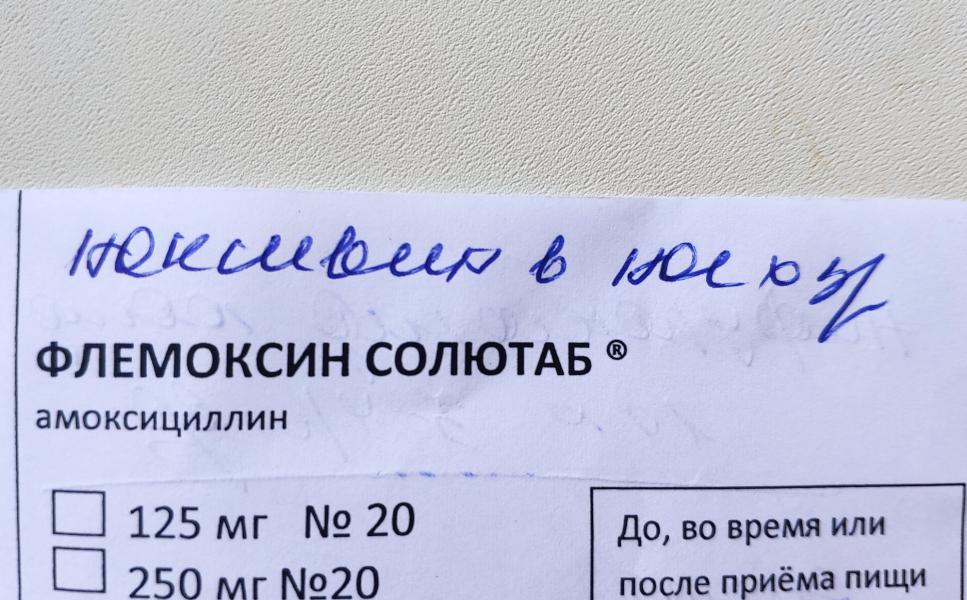 в
ФЛЕМОКСИН СОЛЮТАБ ®
амоксициллин
125 мг № 20
250 мг №20
До, во время или
после приёма пищи